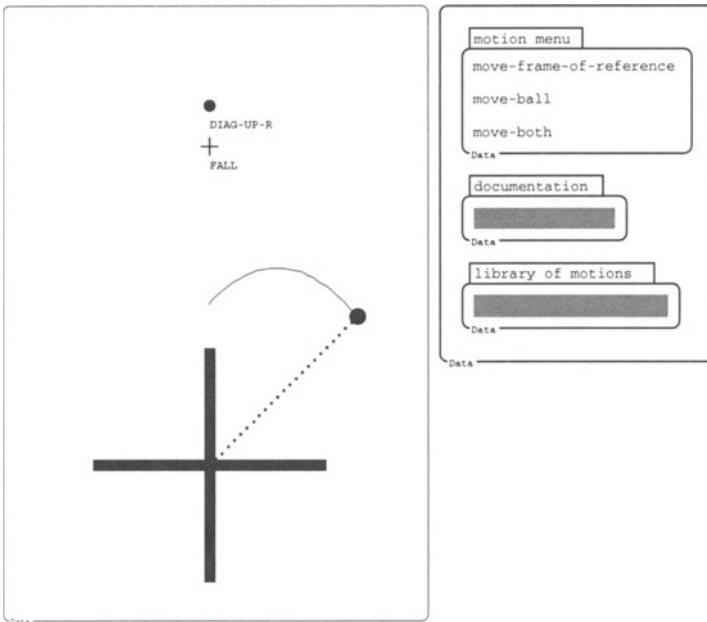 DIAG-UP-R
FALL
Data
motion menu
move-frame-of-reference
move-ball
move-both
Data
documentation
Data
library of motions
Data
Data